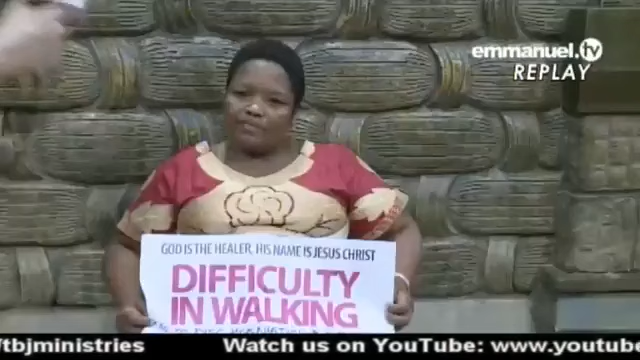 emmanuel.tv
REPLAY
GOD IS THE HEALER, HIS NAME IS JESUS CHRIST
DIFFICULTY
IN WALKING
/tbjministries Watch us on YouTube: www.youtube